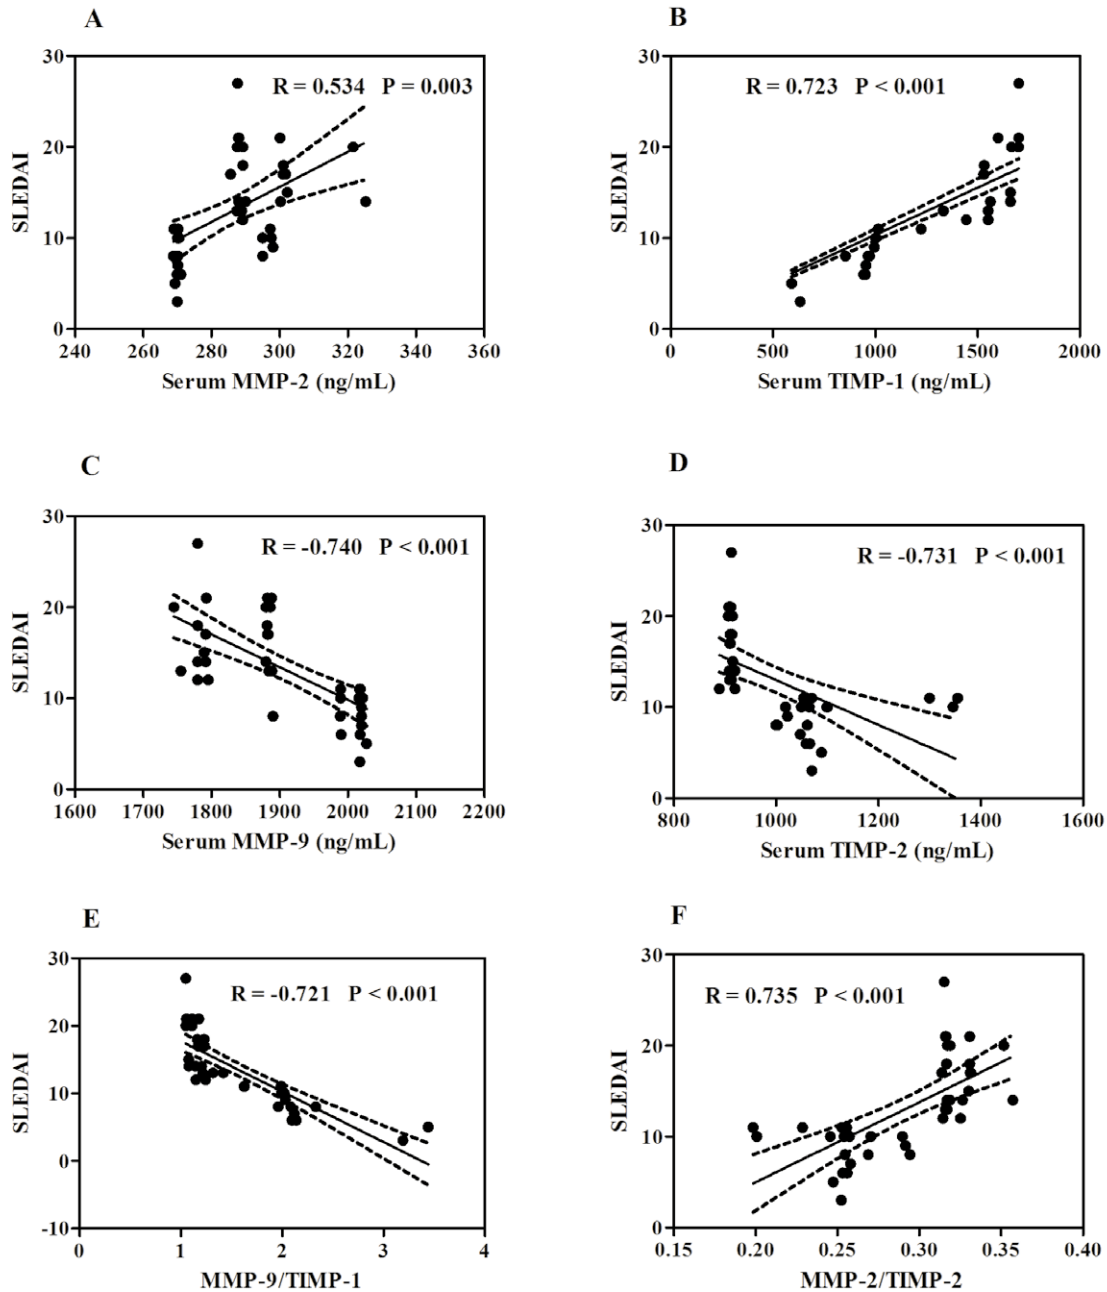 A
30
R = 0.534 P = 0.003
20
SLEDAI
10
0
240 260 280 300 320 340 360
Serum MMP-2 (ng/mL)
B
30
R = 0.723 P < 0.001
20
SLEDAI
10
0
0 500 1000 1500 2000
Serum TIMP-1 (ng/mL)
C
30
R = -0.740 P < 0.001
20
SLEDAI
10
0
1600 1700 1800 1900 2000 2100 2200
Serum MMP-9 (ng/mL)
D
30
R = -0.731 P < 0.001
20
SLEDAI
10
0
800 1000 1200 1400 1600
Serum TIMP-2 (ng/mL)
E
30
R = -0.721 P < 0.001
20
SLEDAI
10
0
-10
0 1 2 3 4
MMP-9/TIMP-1
F
30
R = 0.735 P < 0.001
20
SLEDAI
10
0
0.15 0.20 0.25 0.30 0.35 0.40
MMP-2/TIMP-2